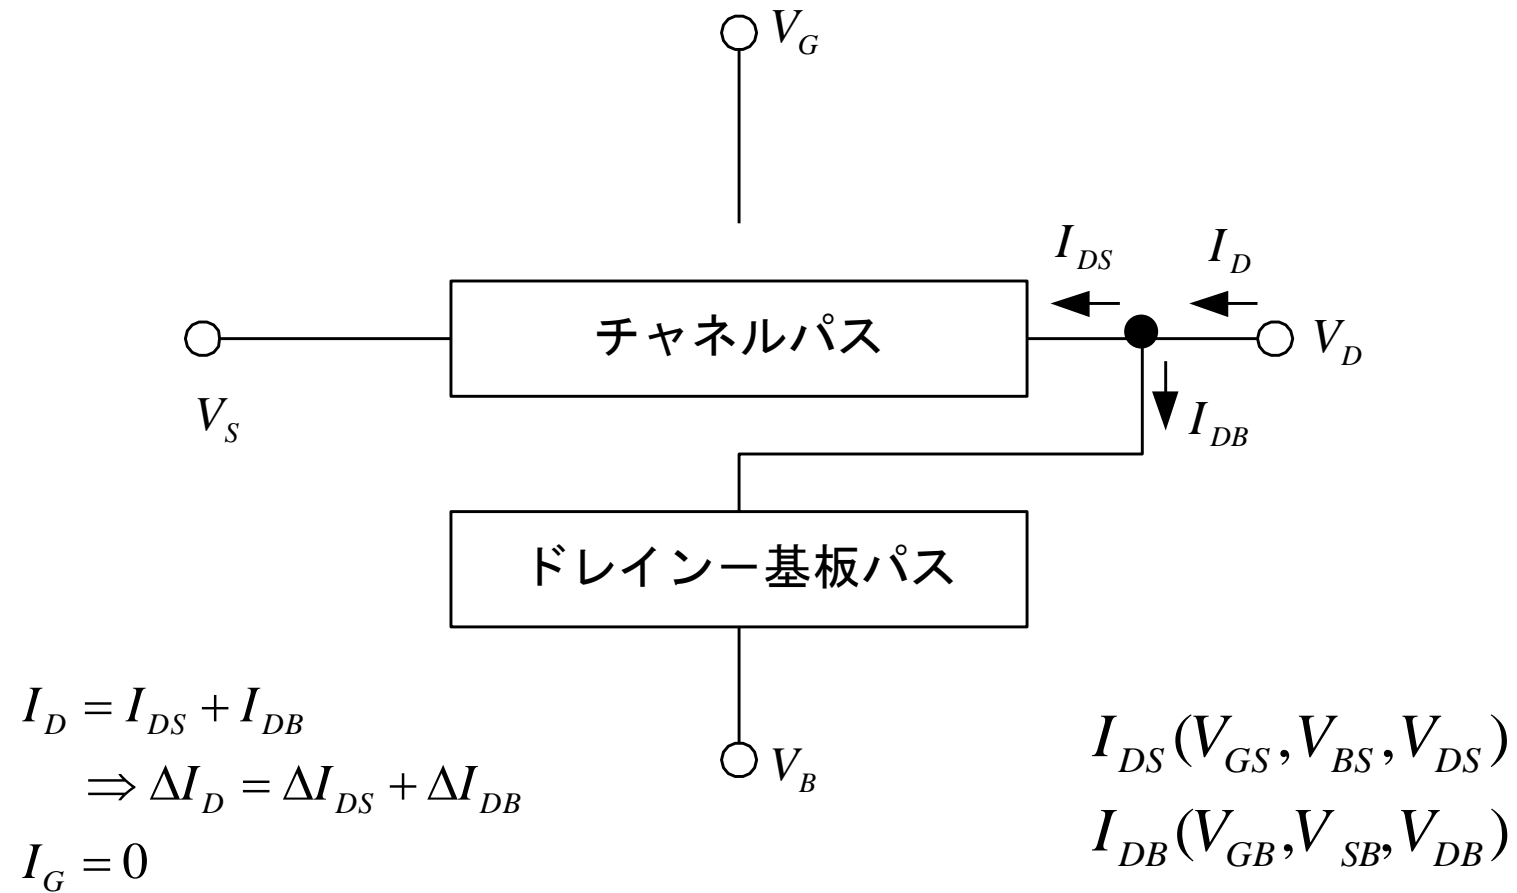 V_G
I_DS
I_D
チャネルパス
V_D
V_S
I_DB
ドレイン－基板パス
I_D = I_DS + I_DB
⇒ ΔI_D = ΔI_DS + ΔI_DB
I_G = 0
V_B
I_DS(V_GS, V_BS, V_DS)
I_DB(V_GB, V_SB, V_DB)